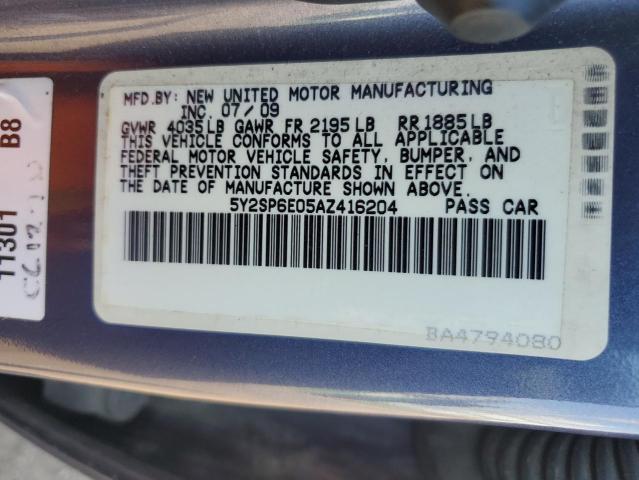 MFD.BY: NEW UNITED MOTOR MANUFACTURING
INC. 07/09
GVWR 4035LB GAWR FR 2195LB RR 1885LB
THIS VEHICLE CONFORMS TO ALL APPLICABLE
FEDERAL MOTOR VEHICLE SAFETY, BUMPER, AND
THEFT PREVENTION STANDARDS IN EFFECT ON
THE DATE OF MANUFACTURE SHOWN ABOVE.
5Y2SP6E05AZ416204 PASS CAR
BA4794080
11301 B8